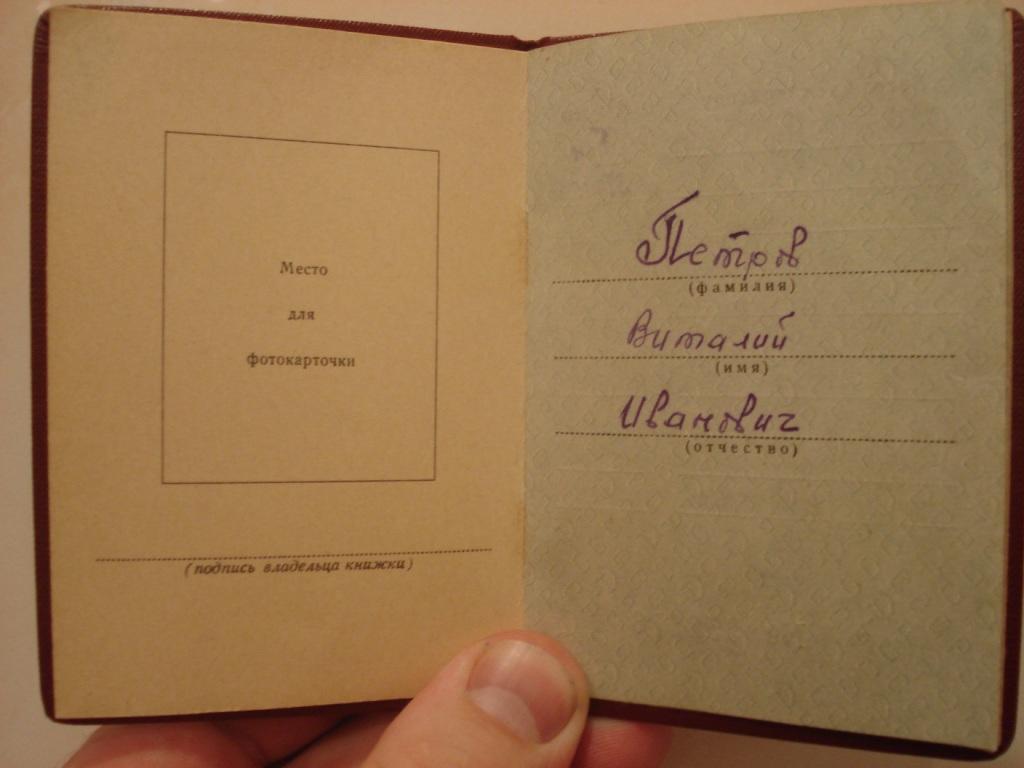 Место
для
фотокарточки
(подпись владельца книжки)
Петров
(фамилия)
Виталий
(имя)
Иванович
(отчество)